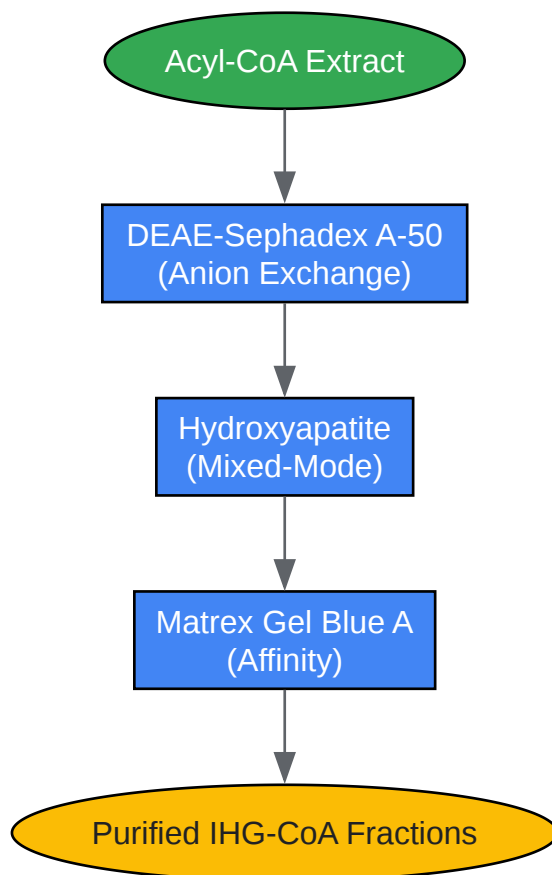 Acyl-CoA Extract
DEAE-Sephadex A-50
(Anion Exchange)
Hydroxyapatite
(Mixed-Mode)
Matrex Gel Blue A
(Affinity)
Purified IHG-CoA Fractions